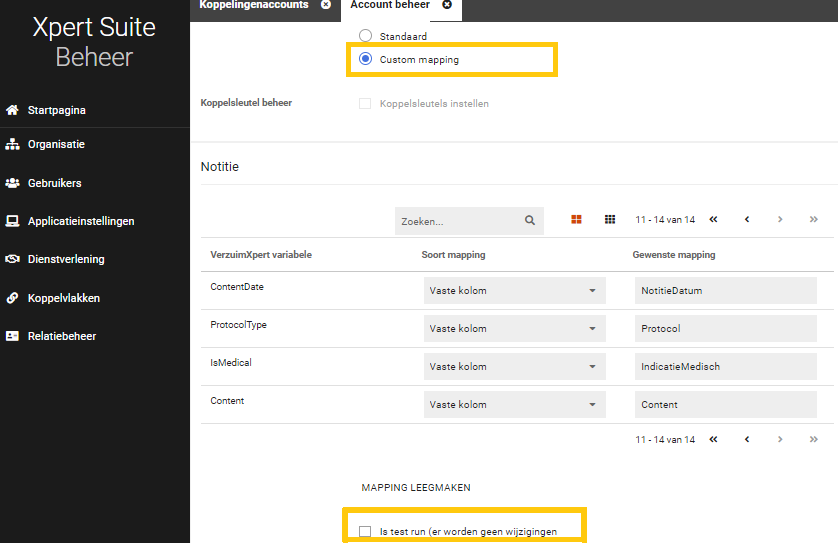 Xpert Suite
Beheer
Startpagina
Organisatie
Gebruikers
Applicatieinstellingen
Dienstverlening
Koppelvlakken
Relatiebeheer
Koppelingenaccounts
Account beheer
Standaard
Custom mapping
Koppelsleutel beheer
Koppelsleutels instellen
Notitie
Zoeken...
11 - 14 van 14
VerzuimXpert variabele Soort mapping Gewenste mapping
ContentDate Vaste kolom NotitieDatum
ProtocolType Vaste kolom Protocol
IsMedical Vaste kolom IndicatieMedisch
Content Vaste kolom Content
11 - 14 van 14
MAPPING LEEGMAKEN
Is test run (er worden geen wijzigingen